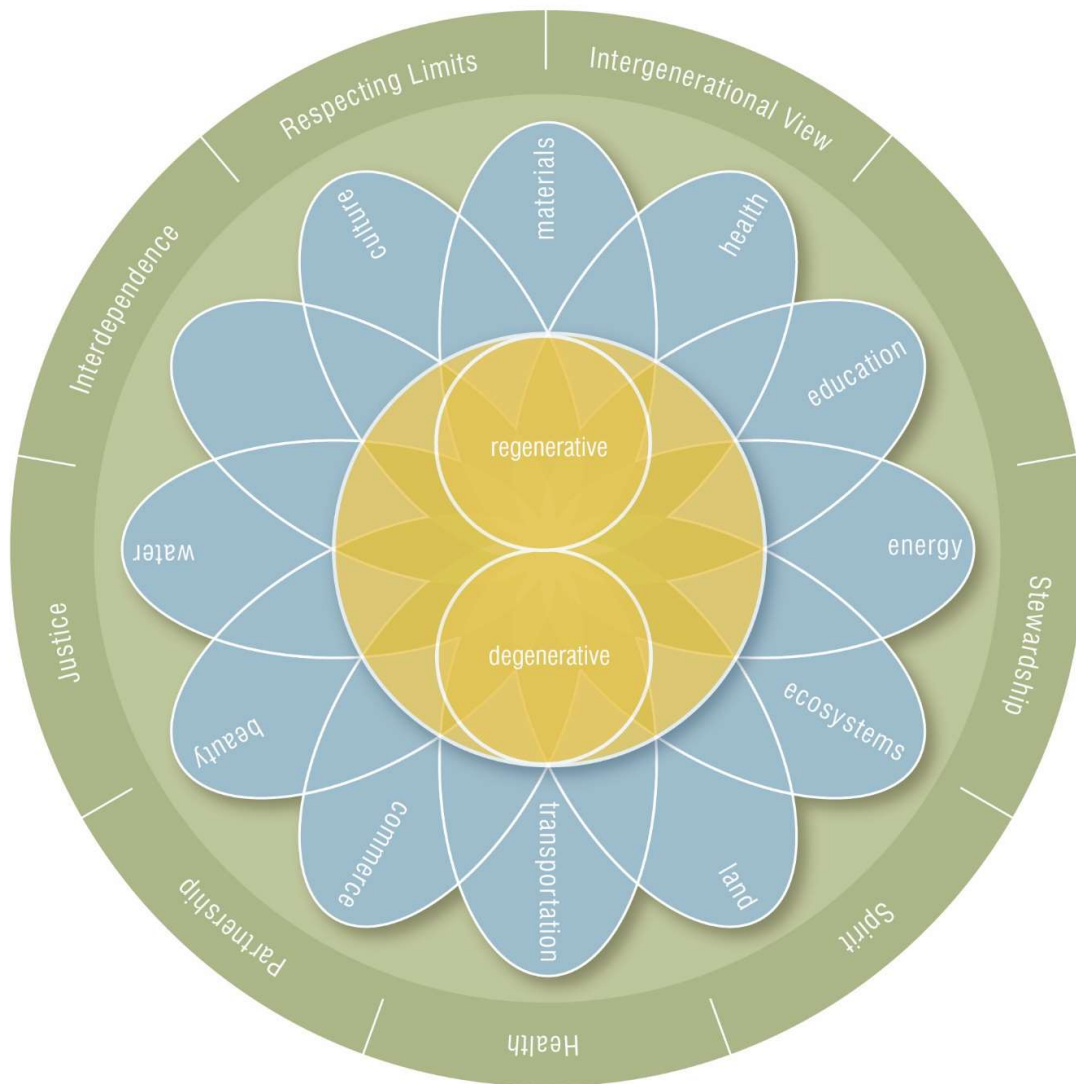 Respecting Limits
Intergenerational View
Stewardship
Spirit
Health
Partnership
Justice
Interdependence
materials
health
education
energy
ecosystems
land
transportation
commerce
beauty
water
culture
regenerative
degenerative